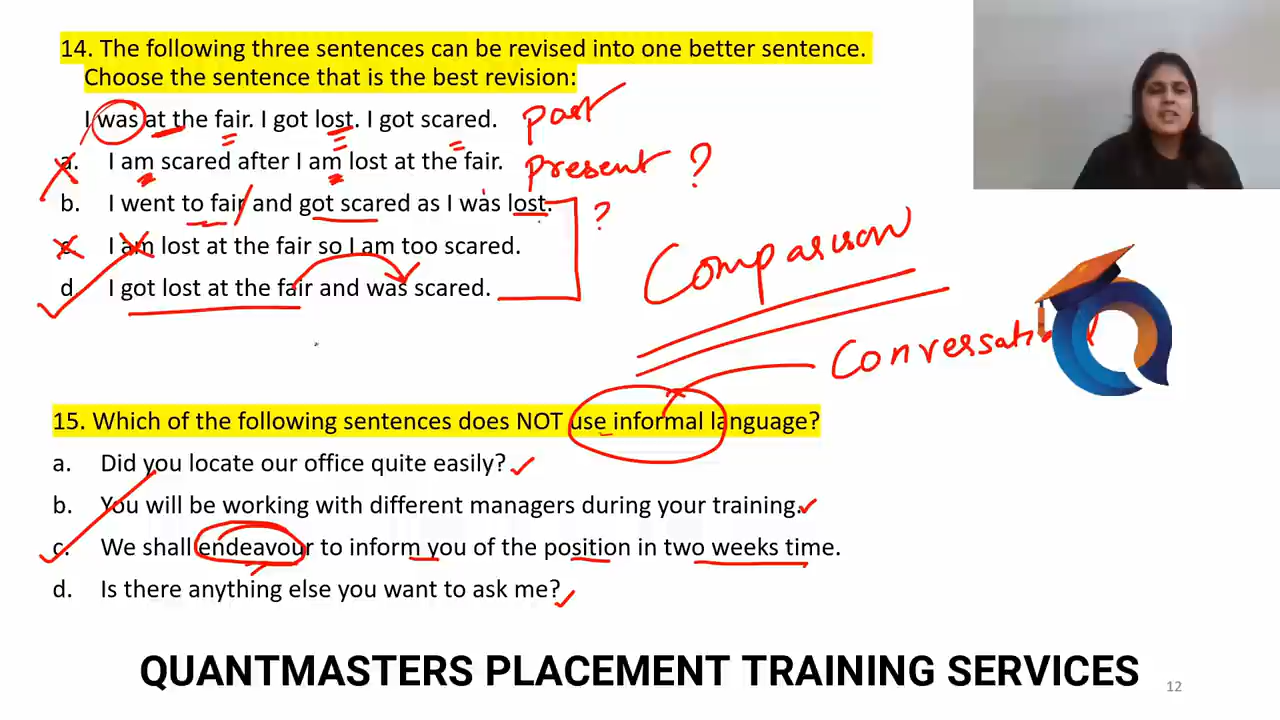 14. The following three sentences can be revised into one better sentence.
Choose the sentence that is the best revision:
I was at the fair. I got lost. I got scared. past
a. I am scared after I am lost at the fair. present ?
b. I went to fair and got scared as I was lost. ?
c. I am lost at the fair so I am too scared. Comparison
d. I got lost at the fair and was scared.
Conversational
15. Which of the following sentences does NOT use informal language?
a. Did you locate our office quite easily?
b. You will be working with different managers during your training.
c. We shall endeavour to inform you of the position in two weeks time.
d. Is there anything else you want to ask me?
QUANTMASTERS PLACEMENT TRAINING SERVICES
12